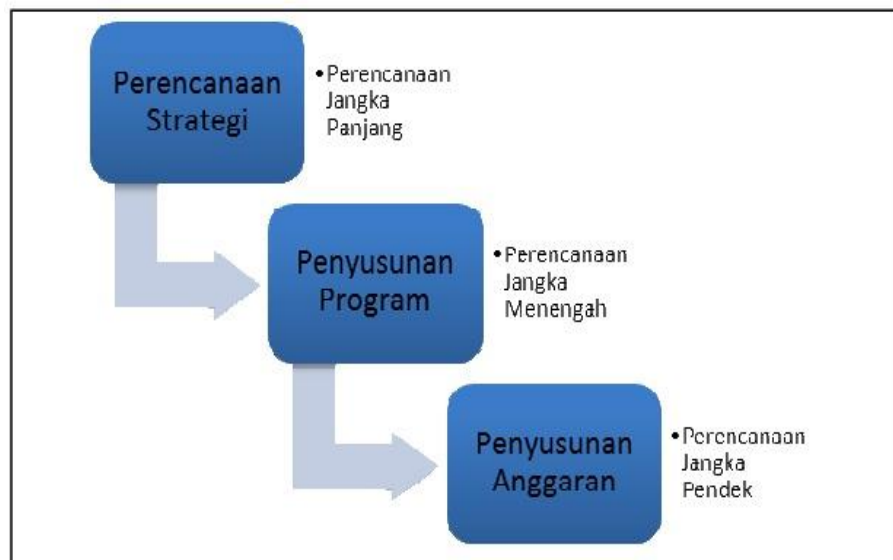 Perencanaan
Strategi
•Perencanaan
Jangka
Panjang
Penyusunan
Program
•Perencanaan
Jangka
Menengah
Penyusunan
Anggaran
•Perencanaan
Jangka
Pendek